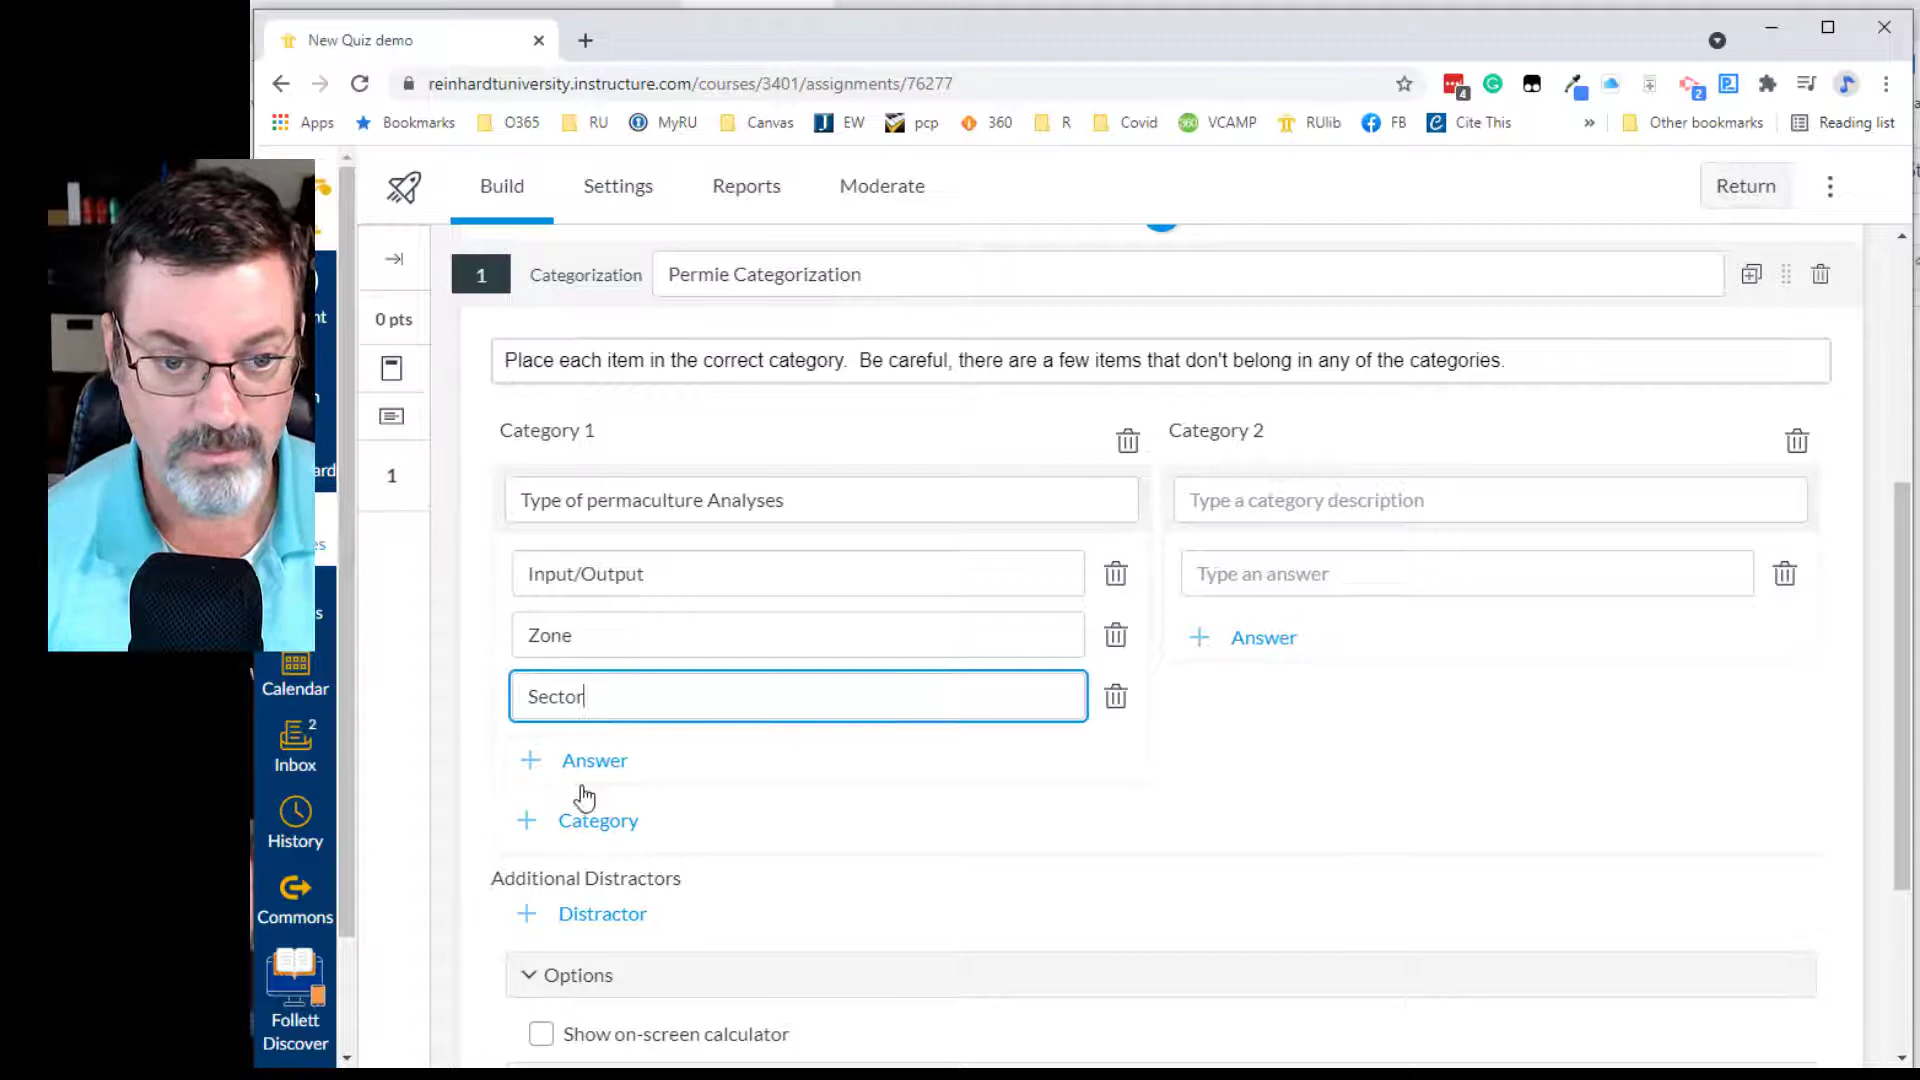 New Quiz demo
reinhardtuniversity.instructure.com/courses/3401/assignments/76277
4
2
Apps
Bookmarks
O365
RU
MyRU
Canvas
EW
pcp
360
R
Covid
VCAMP
RUlib
FB
Cite This
»
Other bookmarks
Reading list
Build
Settings
Reports
Moderate
Return
1
Categorization
Permie Categorization
0 pts
Place each item in the correct category. Be careful, there are a few items that don't belong in any of the categories.
Category 1
Category 2
1
Type of permaculture Analyses
Type a category description
Input/Output
Type an answer
Zone
+ Answer
Sector
+ Answer
+ Category
Additional Distractors
+ Distractor
Options
Show on-screen calculator
Calendar
2
Inbox
History
Commons
Follett
Discover